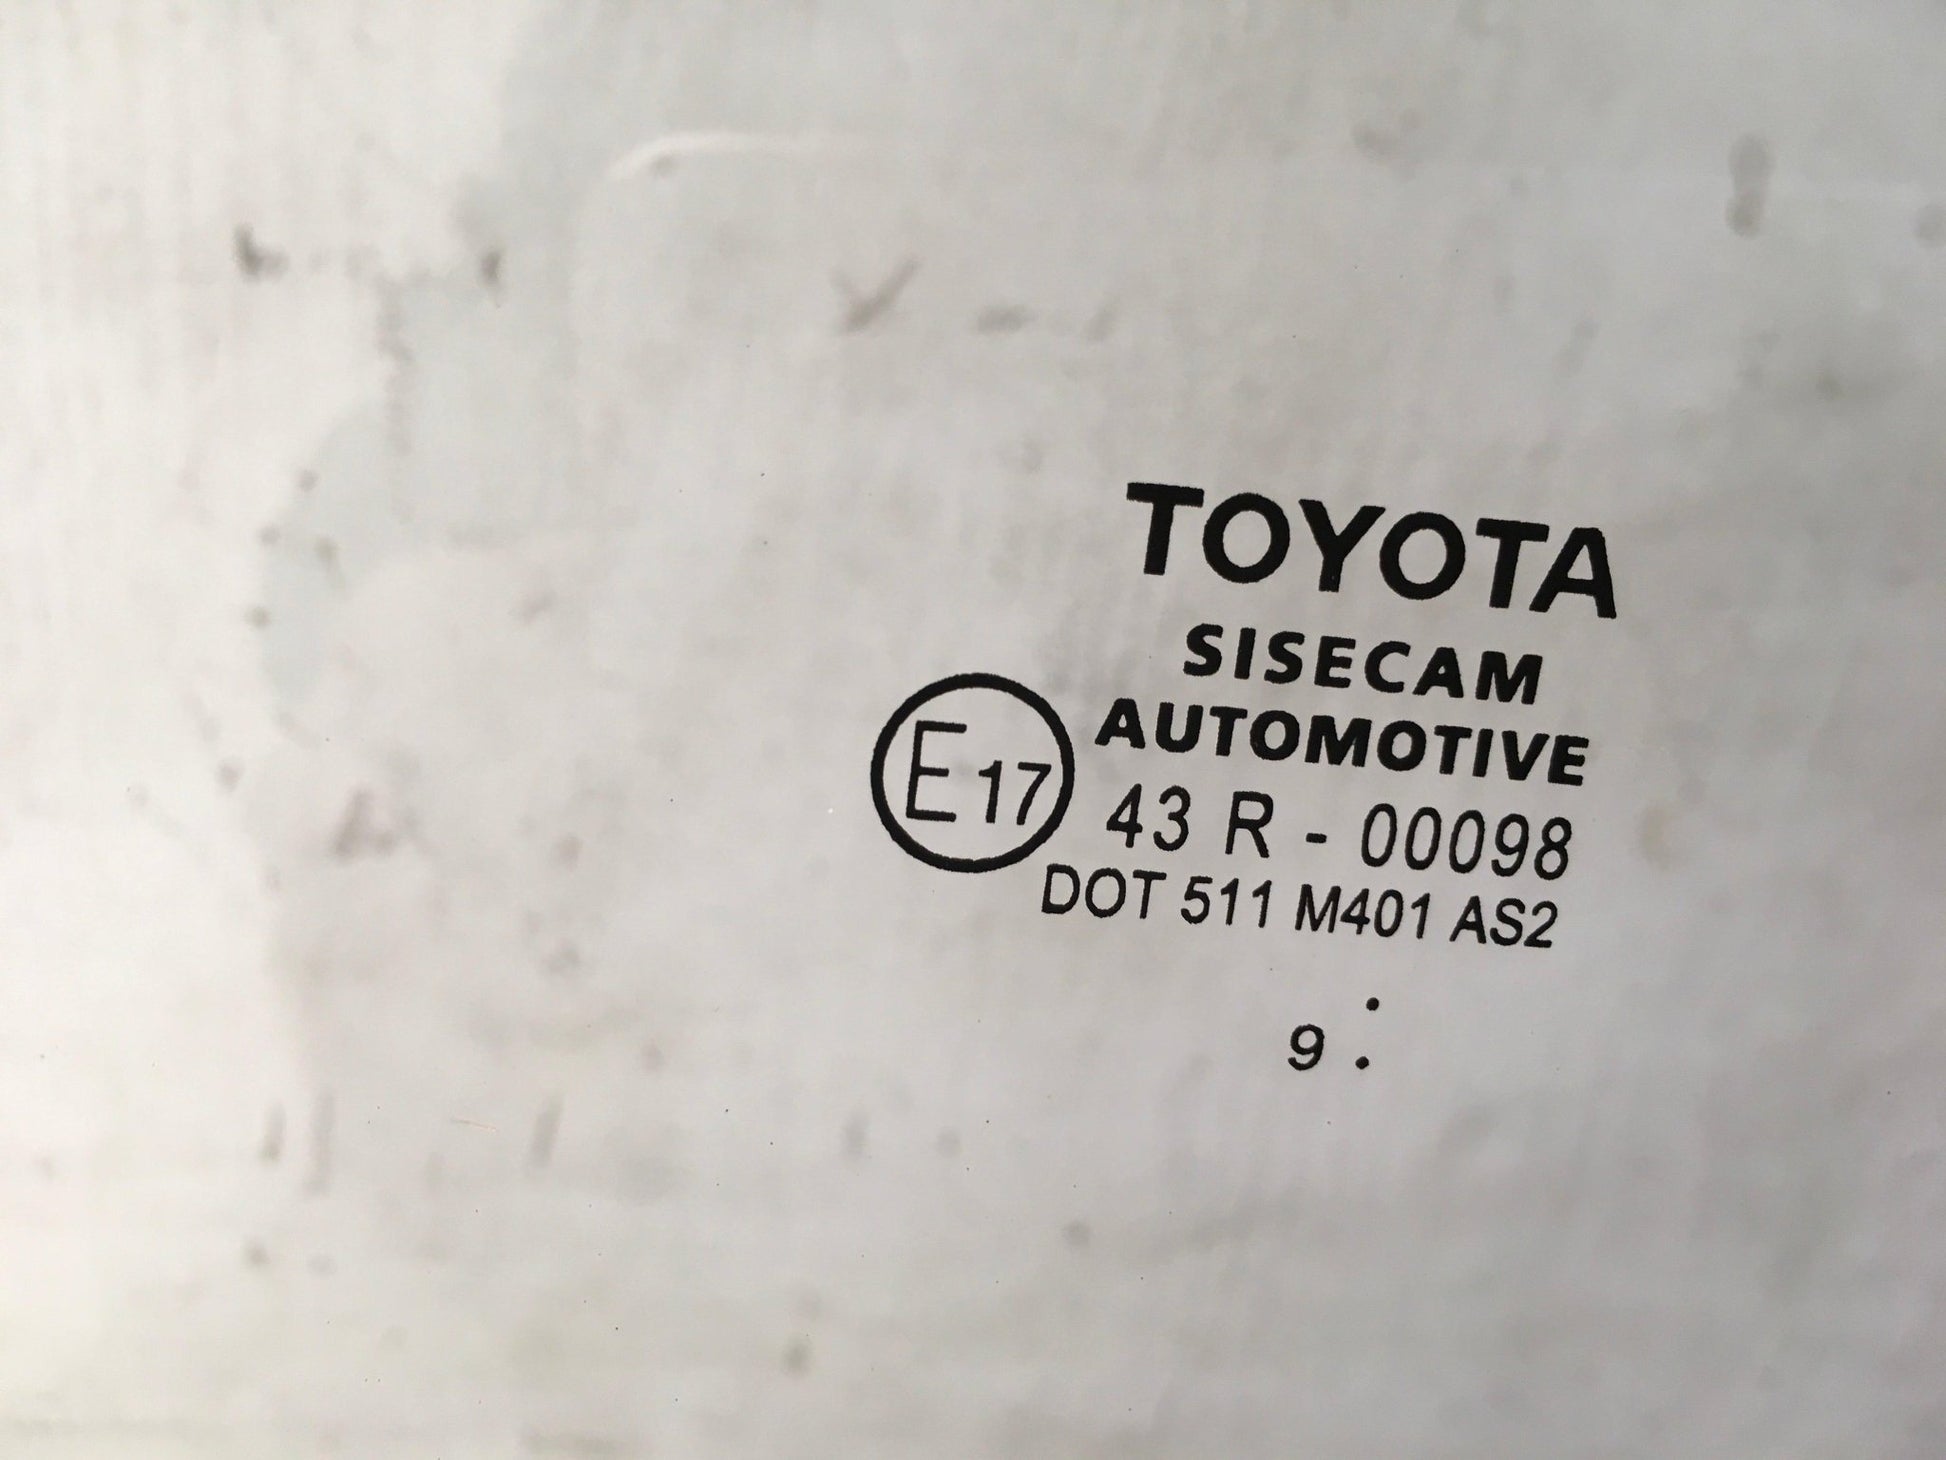 TOYOTA
SISECAM
AUTOMOTIVE
E17 43 R - 00098
DOT 511 M401 AS2
9 :